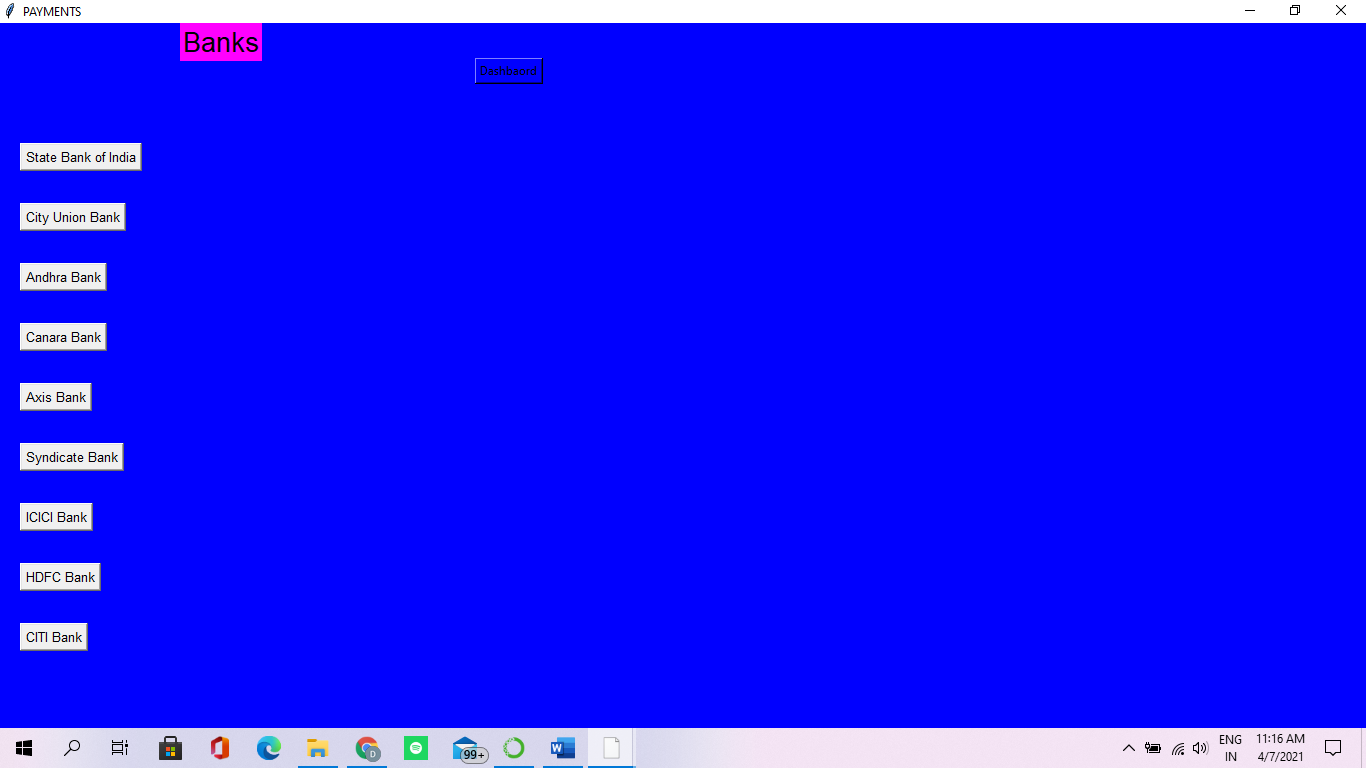 PAYMENTS
Banks
Dashbaord
State Bank of India
City Union Bank
Andhra Bank
Canara Bank
Axis Bank
Syndicate Bank
ICICI Bank
HDFC Bank
CITI Bank
D
99+
W
ENG
IN
11:16 AM
4/7/2021